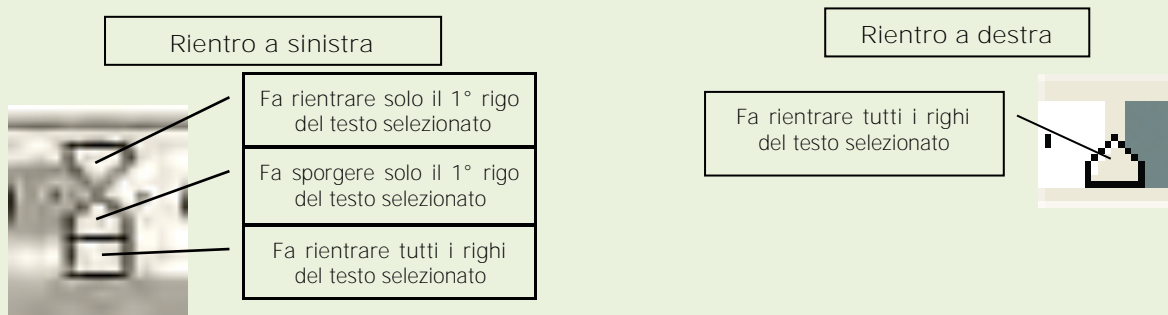 Rientro a sinistra
Fa rientrare solo il 1° rigo
del testo selezionato
Fa sporgere solo il 1° rigo
del testo selezionato
Fa rientrare tutti i righi
del testo selezionato
Rientro a destra
Fa rientrare tutti i righi
del testo selezionato